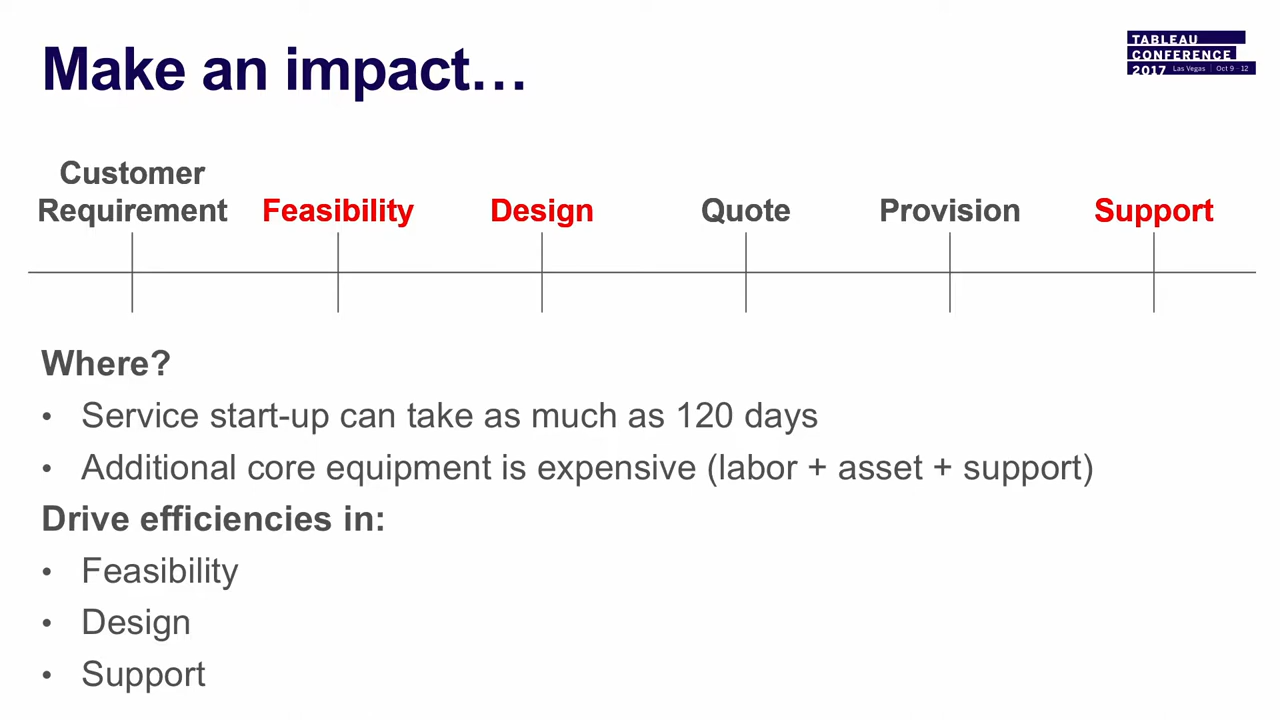 Make an impact…
TABLEAU
CONFERENCE
2017 Las Vegas | Oct 9 - 12
Customer
Requirement
Feasibility
Design
Quote
Provision
Support
Where?
• Service start-up can take as much as 120 days
• Additional core equipment is expensive (labor + asset + support)
Drive efficiencies in:
• Feasibility
• Design
• Support